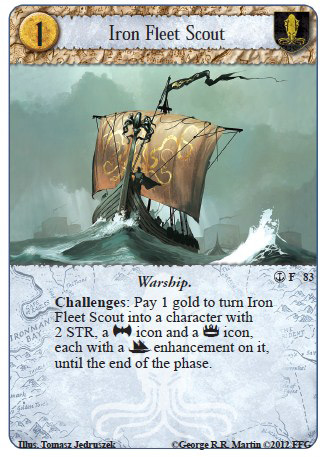 1
Iron Fleet Scout
Warship.
F 83
Challenges: Pay 1 gold to turn Iron
Fleet Scout into a character with
2 STR, a icon and a icon,
each with a enhancement on it,
until the end of the phase.
IRONMAN
BAY
Illus. Tomasz Jedruszek
©George R.R. Martin ©2012 FFG